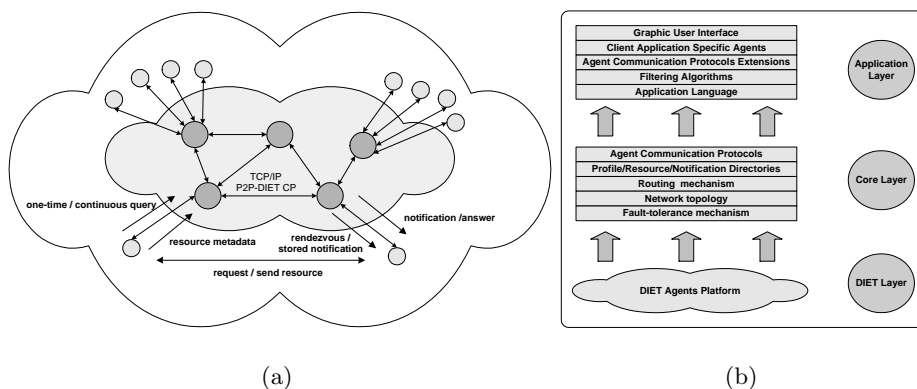 TCP/IP
P2P-DIET CP
one-time / continuous query
resource metadata
rendezvous /
stored notification
notification /answer
request / send resource
(a)
Graphic User Interface
Client Application Specific Agents
Agent Communication Protocols Extensions
Filtering Algorithms
Application Language
Application
Layer
Agent Communication Protocols
Profile/Resource/Notification Directories
Routing mechanism
Network topology
Fault-tolerance mechanism
Core Layer
DIET Agents Platform
DIET Layer
(b)